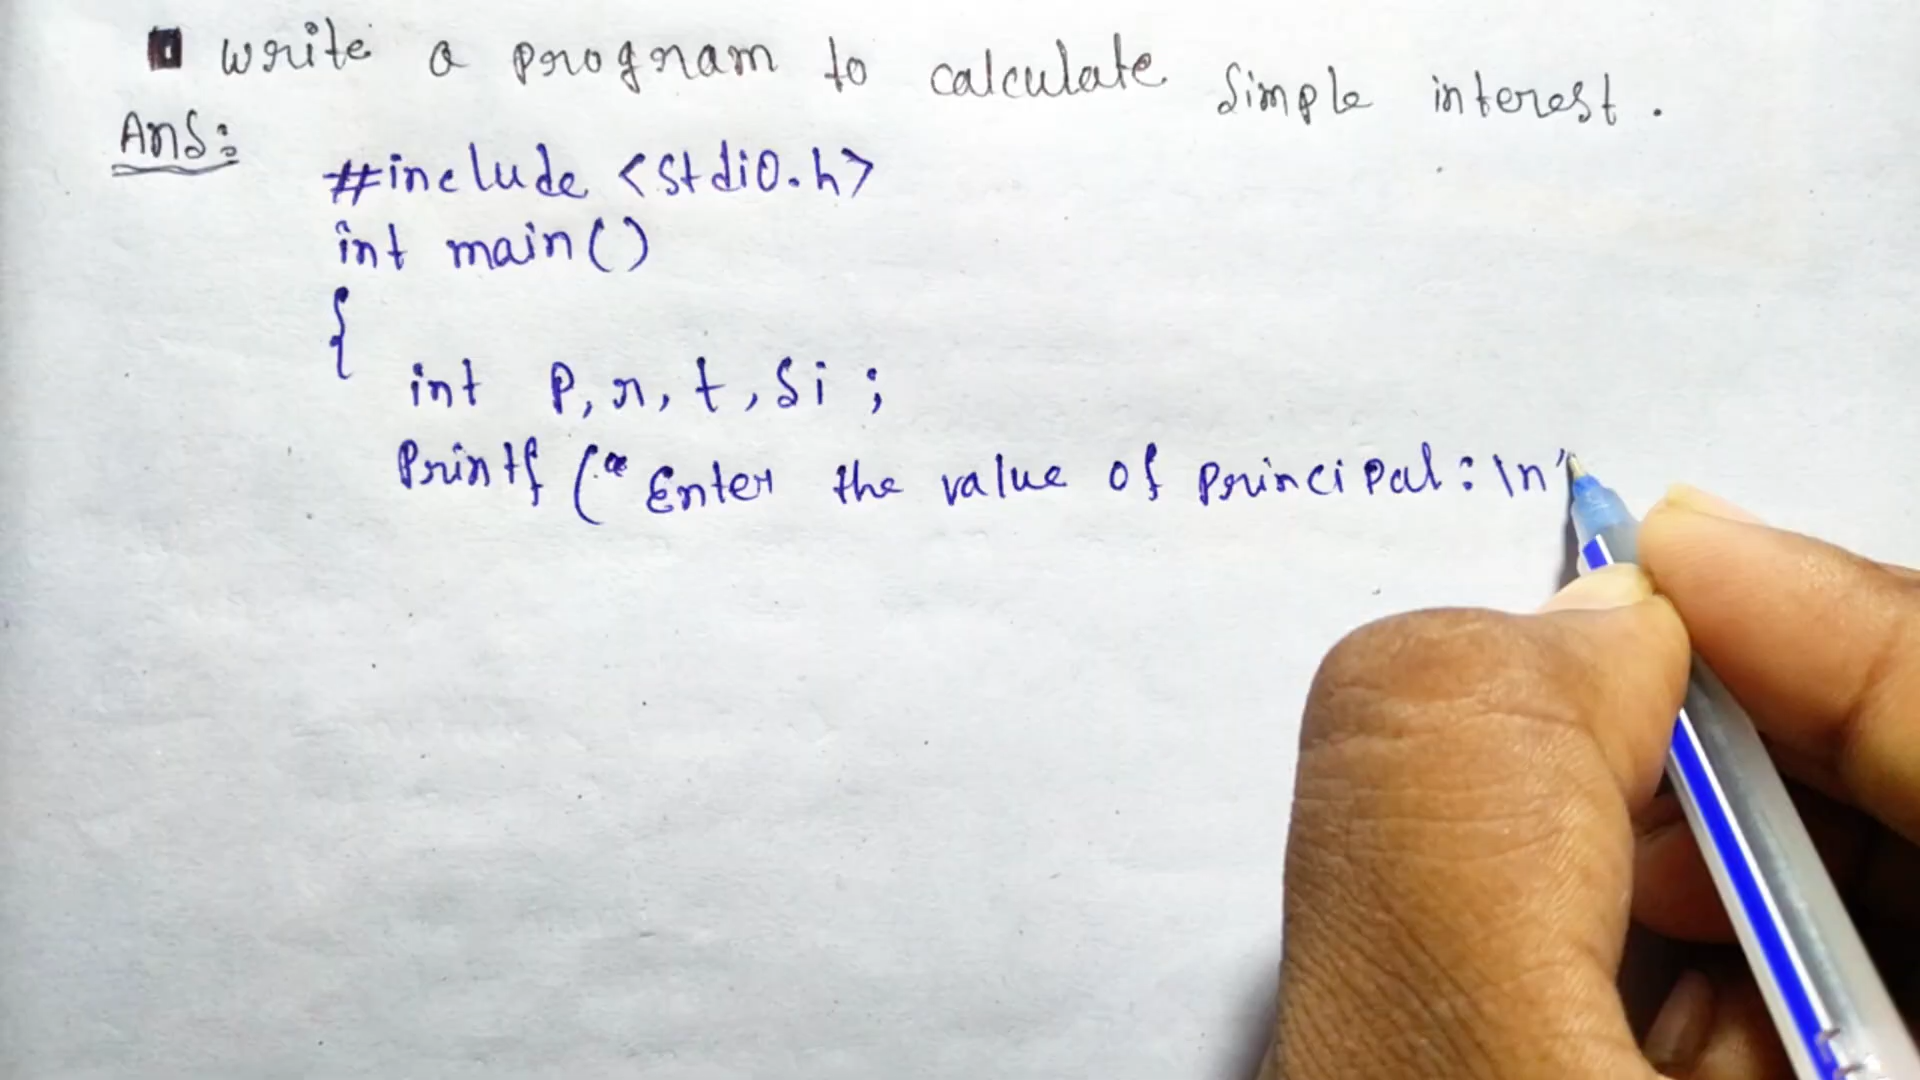 write a program to calculate simple interest.
Ans:
#include <stdio.h>
int main()
{
int p, r, t, si ;
Printf ("Enter the value of principal: \n"